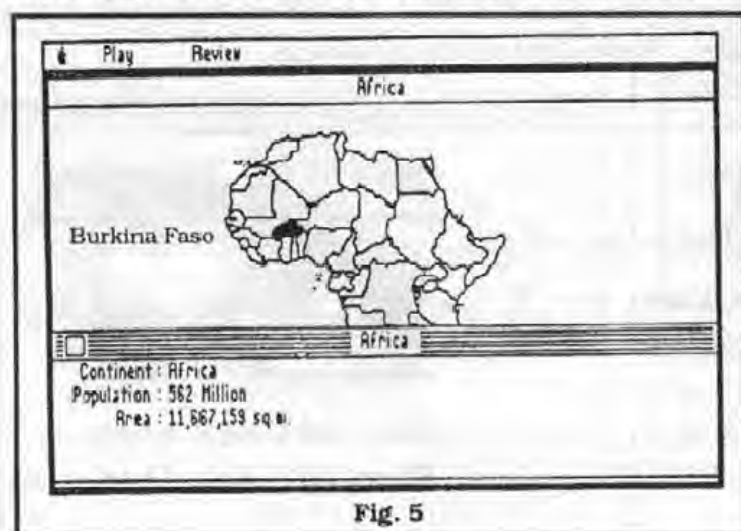 Play Review
Africa
Burkina Faso
Africa
Continent : Africa
Population : 562 Million
Area : 11,667,159 sq mi.
Fig. 5